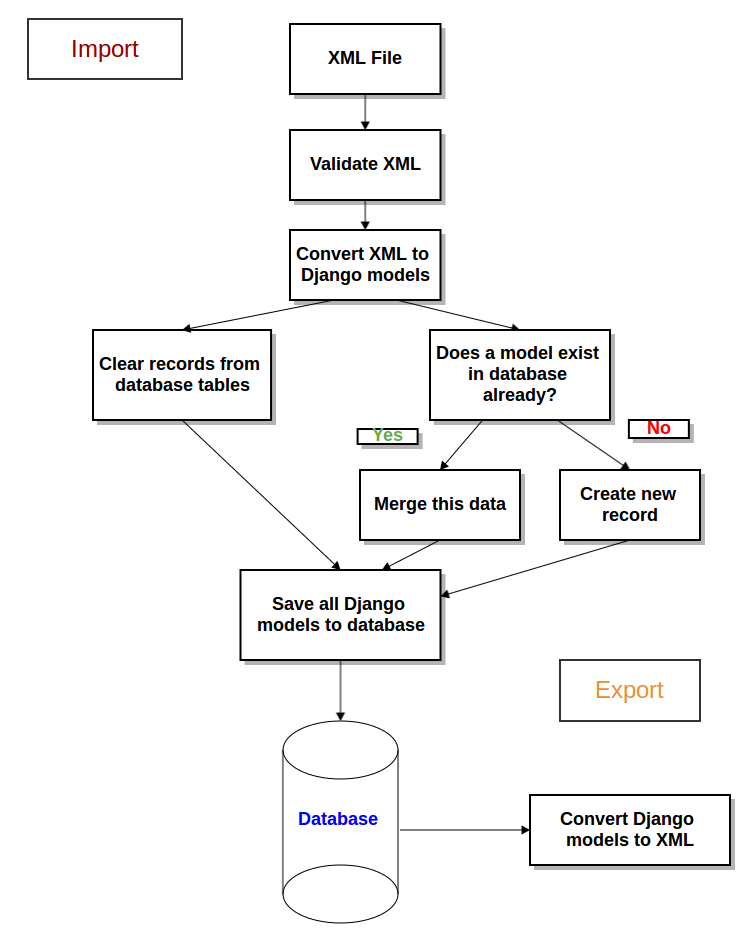 Import
XML File
Validate XML
Convert XML to
Django models
Clear records from
database tables
Does a model exist
in database
already?
Yes
No
Merge this data
Create new
record
Save all Django
models to database
Export
Database
Convert Django
models to XML